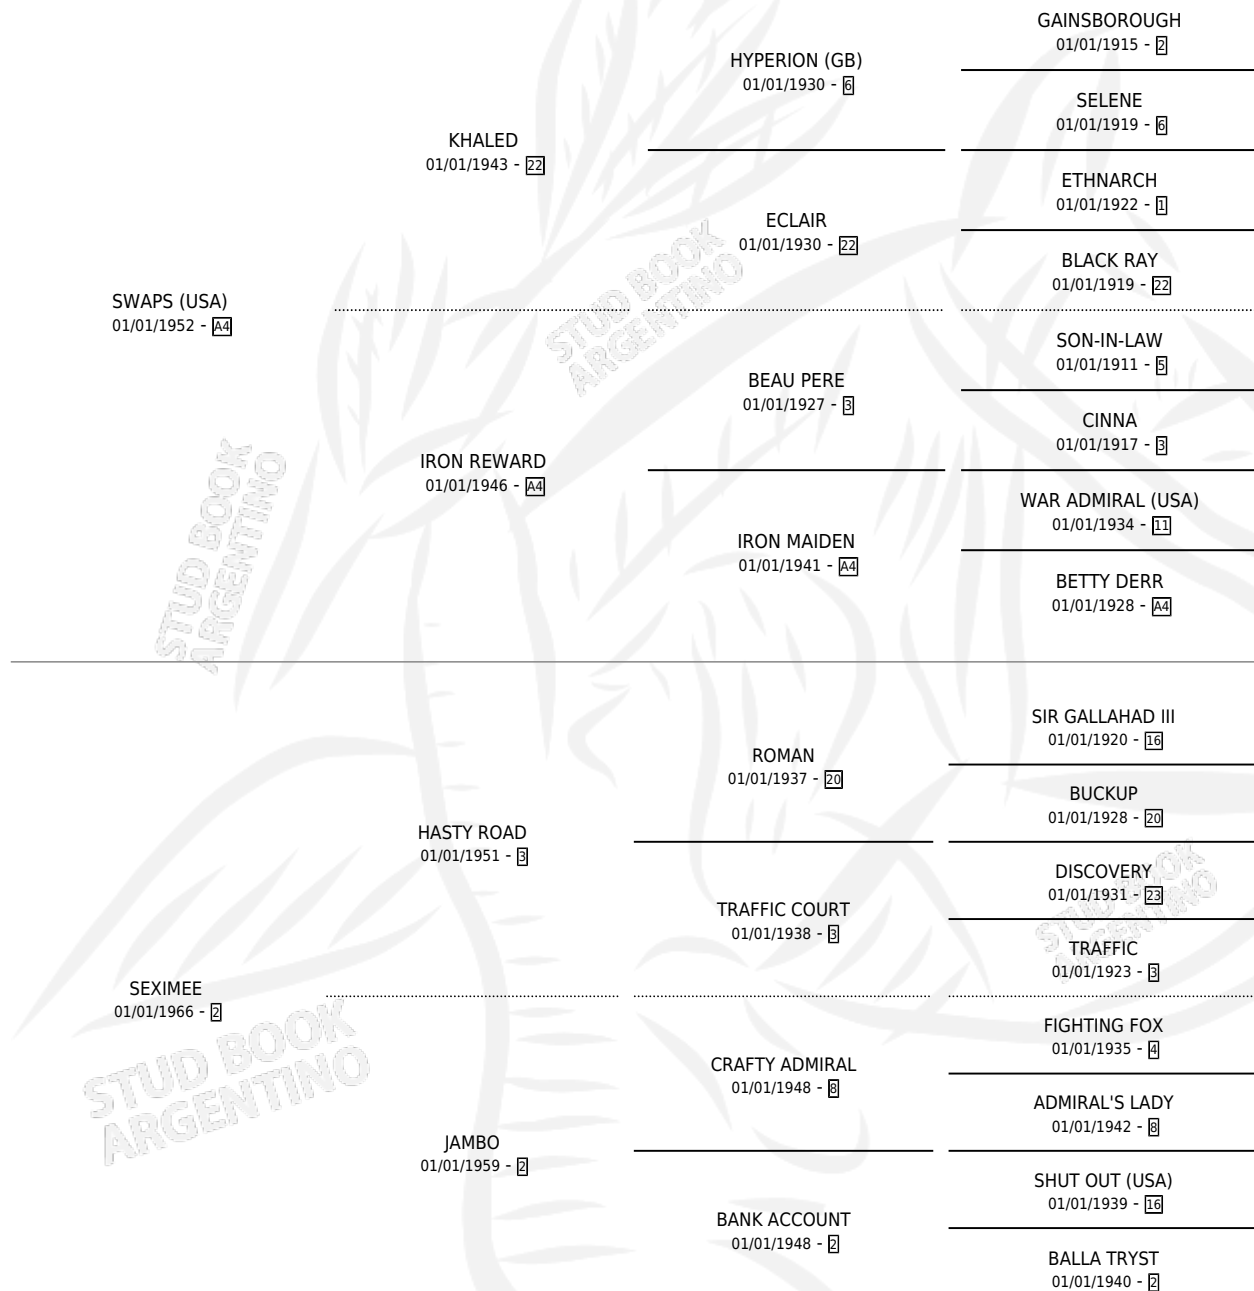 GAINSBOROUGH
01/01/1915 - 2
HYPERION (GB)
01/01/1930 - 6
SELENE
01/01/1919 - 6
KHALED
01/01/1943 - 22
ETHNARCH
01/01/1922 - 1
ECLAIR
01/01/1930 - 22
BLACK RAY
01/01/1919 - 22
SWAPS (USA)
01/01/1952 - A4
STUD BOOK
ARGENTINO
SON-IN-LAW
01/01/1911 - 5
BEAU PERE
01/01/1927 - 3
CINNA
01/01/1917 - 3
IRON REWARD
01/01/1946 - A4
WAR ADMIRAL (USA)
01/01/1934 - 11
IRON MAIDEN
01/01/1941 - A4
BETTY DERR
01/01/1928 - A4
STUD BOOK
ARGENTINO
SIR GALLAHAD III
01/01/1920 - 16
ROMAN
01/01/1937 - 20
BUCKUP
01/01/1928 - 20
HASTY ROAD
01/01/1951 - 3
DISCOVERY
01/01/1931 - 23
TRAFFIC COURT
01/01/1938 - 3
STUD BOOK
ARGENTINO
TRAFFIC
01/01/1923 - 3
SEXIMEE
01/01/1966 - 2
STUD BOOK
ARGENTINO
FIGHTING FOX
01/01/1935 - 4
CRAFTY ADMIRAL
01/01/1948 - 8
ADMIRAL'S LADY
01/01/1942 - 8
JAMBO
01/01/1959 - 2
SHUT OUT (USA)
01/01/1939 - 16
BANK ACCOUNT
01/01/1948 - 2
BALLA TRYST
01/01/1940 - 2